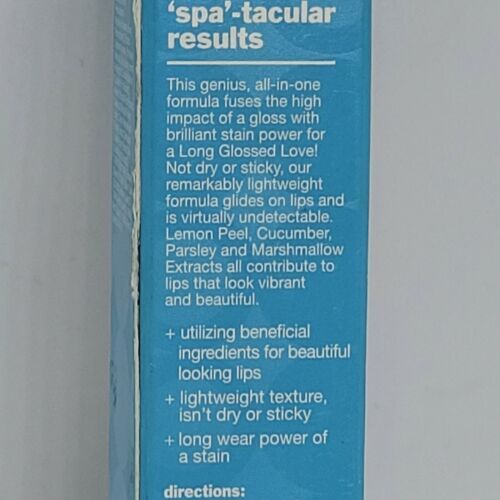 ‘spa’-tacular
results
This genius, all-in-one
formula fuses the high
impact of a gloss with
brilliant stain power for
a Long Glossed Love!
Not dry or sticky, our
remarkably lightweight
formula glides on lips and
is virtually undetectable.
Lemon Peel, Cucumber,
Parsley and Marshmallow
Extracts all contribute to
lips that look vibrant
and beautiful.
+ utilizing beneficial
ingredients for beautiful
looking lips
+ lightweight texture,
isn't dry or sticky
+ long wear power of
a stain
directions: